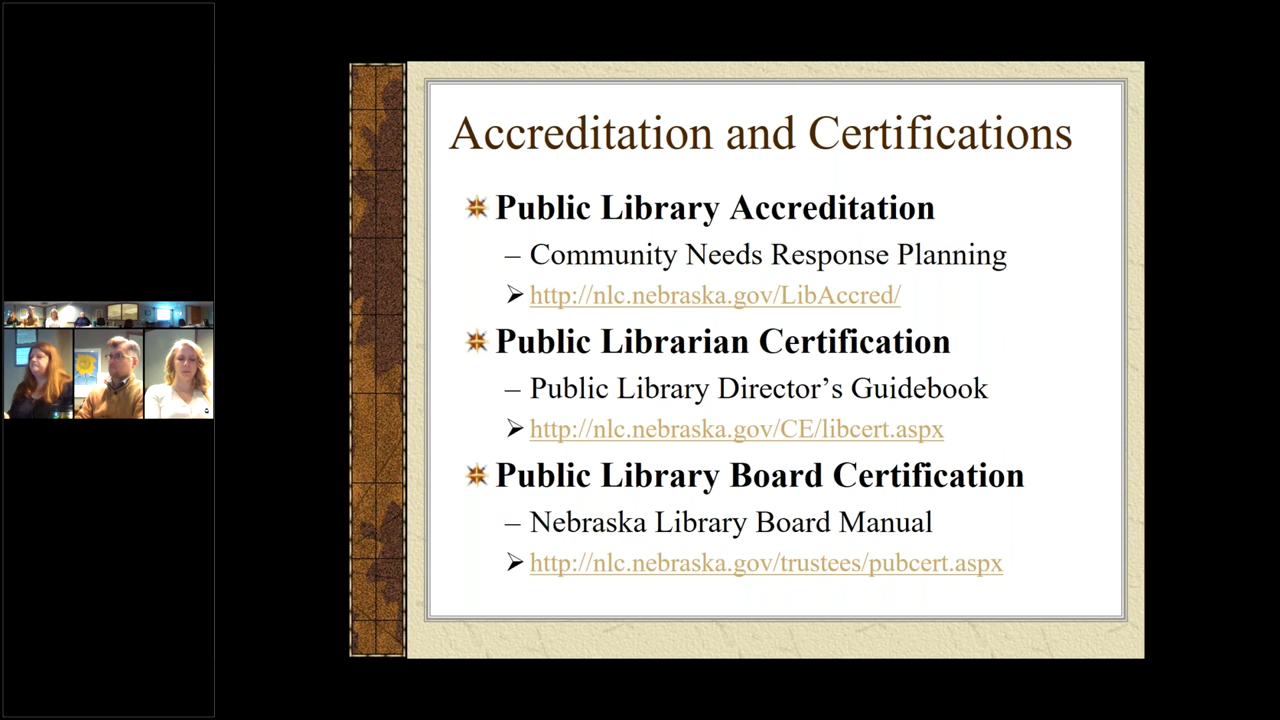 Accreditation and Certifications
Public Library Accreditation
– Community Needs Response Planning
http://nlc.nebraska.gov/LibAccred/
Public Librarian Certification
– Public Library Director’s Guidebook
http://nlc.nebraska.gov/CE/libcert.aspx
Public Library Board Certification
– Nebraska Library Board Manual
http://nlc.nebraska.gov/trustees/pubcert.aspx